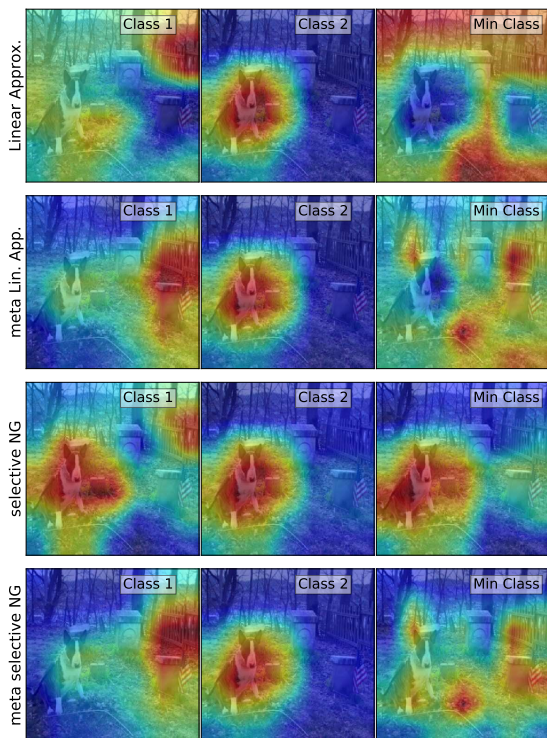 Linear Approx.
Class 1
Class 2
Min Class
meta Lin. App.
Class 1
Class 2
Min Class
selective NG
Class 1
Class 2
Min Class
meta selective NG
Class 1
Class 2
Min Class